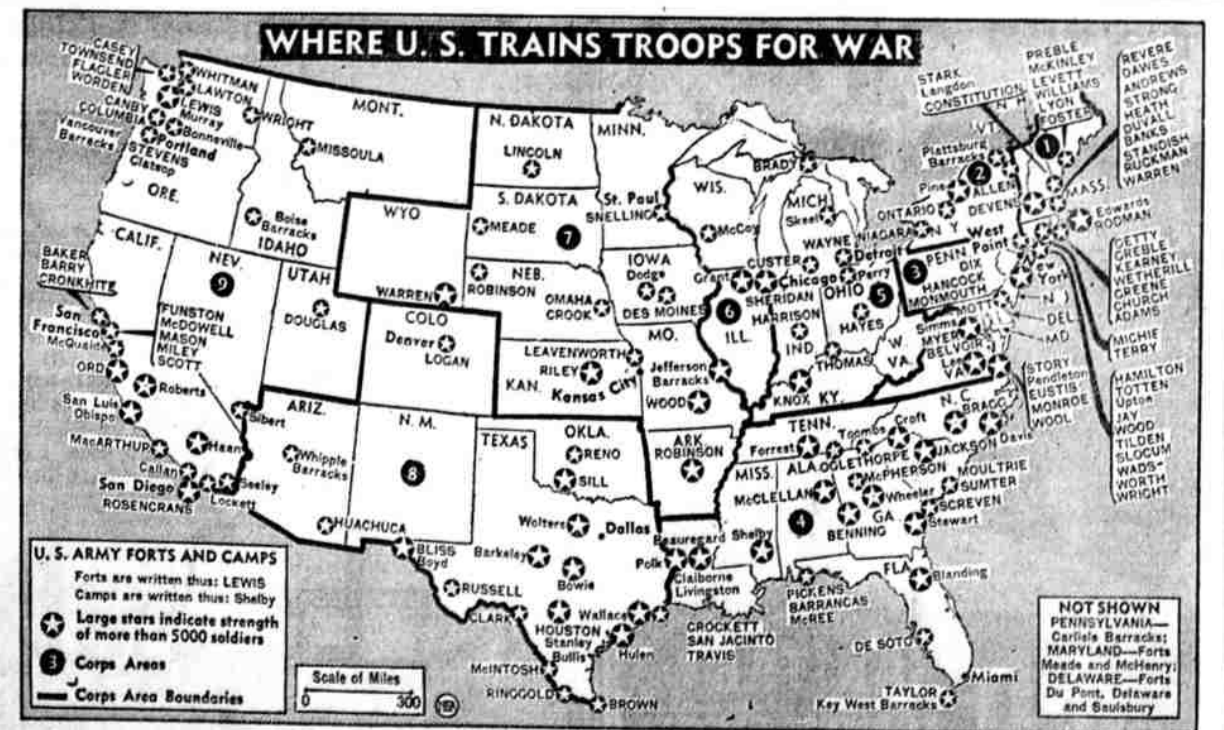 WHERE U. S. TRAINS TROOPS FOR WAR
CASEY
TOWNSEND
FLAGLER
WORDEN
WHITMAN
LAWTON
CANBY
COLUMBIA
LEWIS
Murray
Bonneville
Vancouver
Barracks
Portland
STEVENS
Clatsop
WRIGHT
MISSOULA
MONT.
ORE.
Boise
Barracks
IDAHO
N. DAKOTA
LINCOLN
MINN.
S. DAKOTA
MEADE
7
St. Paul
SNELLING
WYO
WARREN
NEB.
ROBINSON
OMAHA
CROOK
IOWA
Dodge
DES MOINES
WIS.
McCoy
BRADY
MICH.
Skeel
CUSTER
WAYNE
Detroit
Grant
Chicago
SHERIDAN
Perry
OHIO
5
HAYES
HARRISON
IND.
6
ILL.
THOMAS
KNOX
KY.
W.
VA.
CALIF.
BAKER
BARRY
CRONKHITE
San
Francisco
McQuaide
ORD
Roberts
San Luis
Obispo
MacARTHUR
Haan
Callan
San Diego
ROSENCRANS
Lockett
Seeley
NEV.
9
FUNSTON
McDOWELL
MASON
MILEY
SCOTT
UTAH
DOUGLAS
COLO
Denver
LOGAN
LEAVENWORTH
RILEY
KAN.
Kansas City
MO.
Jefferson
Barracks
WOOD
ARIZ.
Sibert
Whipple
Barracks
HUACHUCA
N. M.
8
TEXAS
OKLA.
RENO
SILL
ARK
ROBINSON
Wolters
Dallas
Barkeley
Bowie
BLISS
Boyd
RUSSELL
CLARK
HOUSTON
Stanley
Bullis
Wallace
Hulen
CROCKETT
SAN JACINTO
TRAVIS
McINTOSH
RINGGOLD
BROWN
Beauregard
Polk
Claiborne
Livingston
Shelby
MISS.
TENN.
Forrest
Toombs
Croft
N. C.
BRAGG
Davis
JACKSON
ALA.
OGLETHORPE
McPHERSON
McCLELLAN
4
Wheeler
GA
BENNING
MOULTRIE
SUMTER
SCREVEN
Stewart
FLA
Blanding
PICKENS
BARRANCAS
McREE
DE SOTO
Miami
TAYLOR
Key West Barracks
STARK
Langdon
CONSTITUTION
N H
VT.
PREBLE
McKINLEY
LEVETT
WILLIAMS
LYON
FOSTER
1
REVERE
DAWES
ANDREWS
STRONG
HEATH
DUVALL
BANKS
STANDISH
RUCKMAN
WARREN
Plattsburg
Barracks
2
Pine
ALLEN
ONTARIO
DEVENS
MASS.
NIAGARA
N Y
West
Point
Edwards
RODMAN
3
PENN.
DIX
HANCOCK
MONMOUTH
New
York
N J
DEL.
MD
MOTT
Simms
MYER
BELVOIR
VA
GETTY
GREBLE
KEARNEY
WETHERILL
GREENE
CHURCH
ADAMS
MICHIE
TERRY
STORY
Pendleton
EUSTIS
MONROE
WOOL
HAMILTON
TOTTEN
Upton
JAY
WOOD
TILDEN
SLOCUM
WADS-
WORTH
WRIGHT
U. S. ARMY FORTS AND CAMPS
Forts are written thus: LEWIS
Camps are written thus: Shelby
Large stars indicate strength
of more than 5000 soldiers
3 Corps Areas
Corps Area Boundaries
Scale of Miles
0 300
NOT SHOWN
PENNSYLVANIA—
Carlisle Barracks;
MARYLAND—Forts
Meade and McHenry;
DELAWARE—Forts
Du Pont, Delaware
and Saulsbury